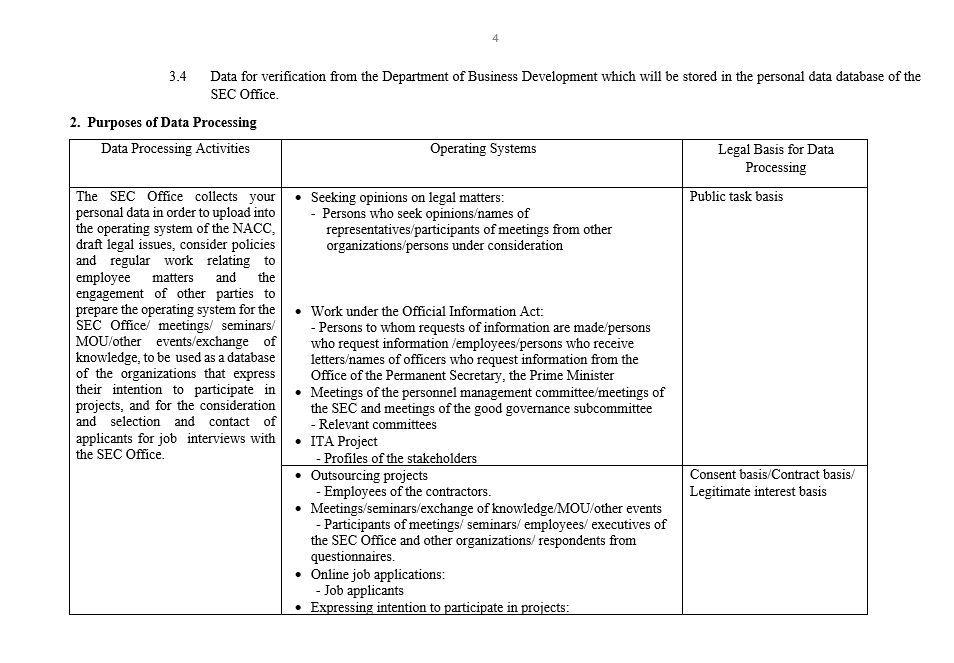 4
3.4 Data for verification from the Department of Business Development which will be stored in the personal data database of the
SEC Office.
2. Purposes of Data Processing
Data Processing Activities
Operating Systems
Legal Basis for Data
Processing
The SEC Office collects your
personal data in order to upload into
the operating system of the NACC,
draft legal issues, consider policies
and regular work relating to
employee matters and the
engagement of other parties to
prepare the operating system for the
SEC Office/ meetings/ seminars/
MOU/other events/exchange of
knowledge, to be used as a database
of the organizations that express
their intention to participate in
projects, and for the consideration
and selection and contact of
applicants for job interviews with
the SEC Office.
• Seeking opinions on legal matters:
- Persons who seek opinions/names of
representatives/participants of meetings from other
organizations/persons under consideration
• Work under the Official Information Act:
- Persons to whom requests of information are made/persons
who request information /employees/persons who receive
letters/names of officers who request information from the
Office of the Permanent Secretary, the Prime Minister
• Meetings of the personnel management committee/meetings of
the SEC and meetings of the good governance subcommittee
- Relevant committees
• ITA Project
- Profiles of the stakeholders
Public task basis
• Outsourcing projects
- Employees of the contractors.
• Meetings/seminars/exchange of knowledge/MOU/other events
- Participants of meetings/ seminars/ employees/ executives of
the SEC Office and other organizations/ respondents from
questionnaires.
• Online job applications:
- Job applicants
• Expressing intention to participate in projects:
Consent basis/Contract basis/
Legitimate interest basis